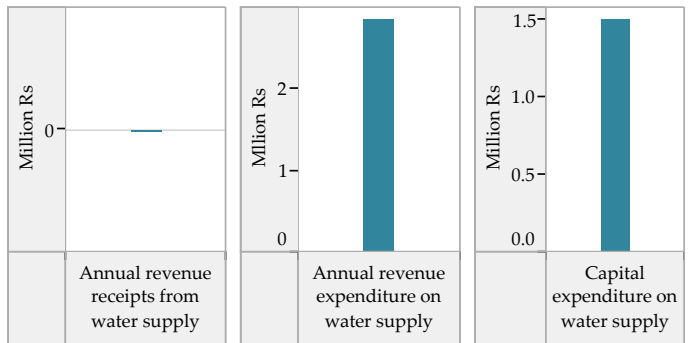 Million Rs
0
Annual revenue
receipts from
water supply
Mllion Rs
2
1
0
Annual revenue
expenditure on
water supply
Million Rs
1.5
1.0
0.5
0.0
Capital
expenditure on
water supply